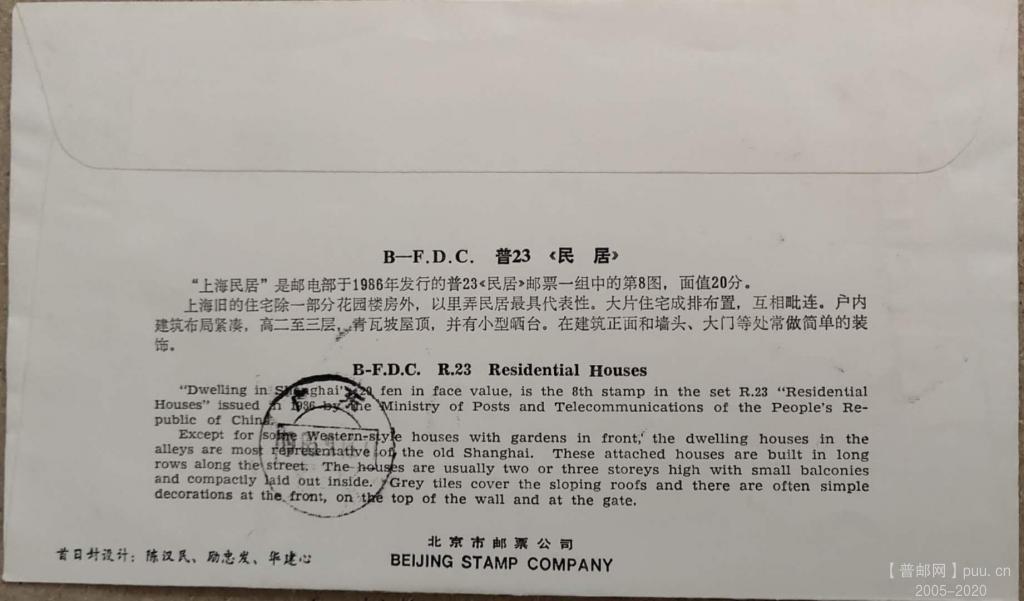 B—F.D.C. 普23 《民 居》
“上海民居”是邮电部于1986年发行的普23《民居》邮票一组中的第8图，面值20分。
上海旧的住宅除一部分花园楼房外，以里弄民居最具代表性。大片住宅成排布置，互相毗连。户内
建筑布局紧凑，高二至三层，青瓦坡屋顶，并有小型晒台。在建筑正面和墙头、大门等处常做简单的装
饰。
B-F.D.C. R.23 Residential Houses
“Dwelling in Shanghai”, 20 fen in face value, is the 8th stamp in the set R.23 “Residential
Houses” issued in 1986 by the Ministry of Posts and Telecommunications of the People's Re-
public of China.
Except for some Western-style houses with gardens in front, the dwelling houses in the
alleys are most representative of the old Shanghai. These attached houses are built in long
rows along the street. The houses are usually two or three storeys high with small balconies
and compactly laid out inside. Grey tiles cover the sloping roofs and there are often simple
decorations at the front, on the top of the wall and at the gate.
首日封设计：陈汉民、励忠发、华建心
北京市邮票公司
BEIJING STAMP COMPANY
【普邮网】puu.cn
2005-2020